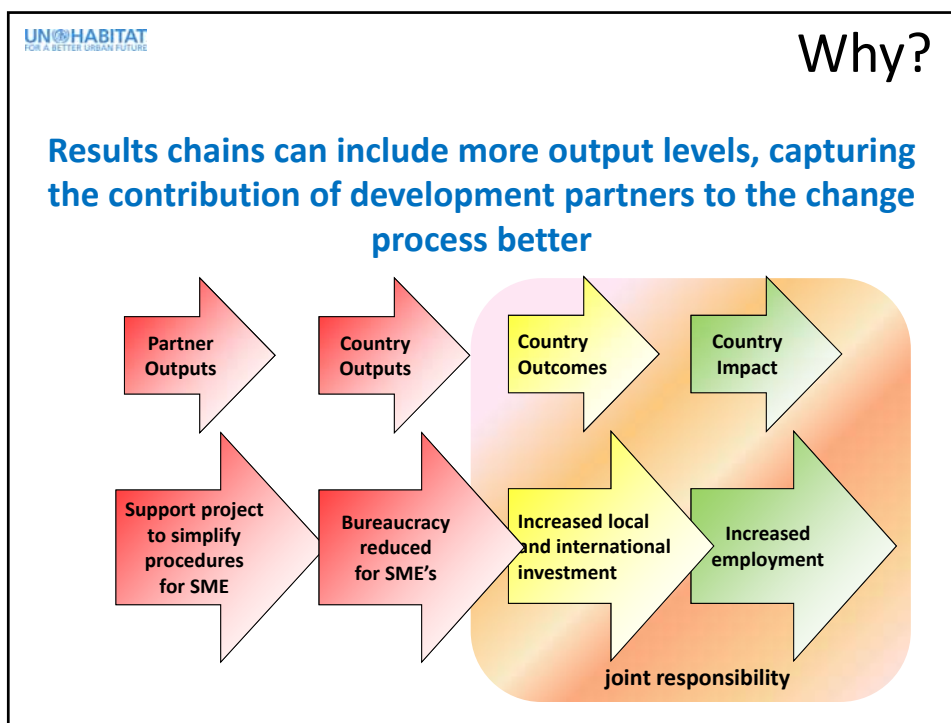 UN HABITAT
FOR A BETTER URBAN FUTURE
Why?
Results chains can include more output levels, capturing
the contribution of development partners to the change
process better
Partner
Outputs
Country
Outputs
Country
Outcomes
Country
Impact
Support project
to simplify
procedures
for SME
Bureaucracy
reduced
for SME's
Increased local
and international
investment
Increased
employment
joint responsibility